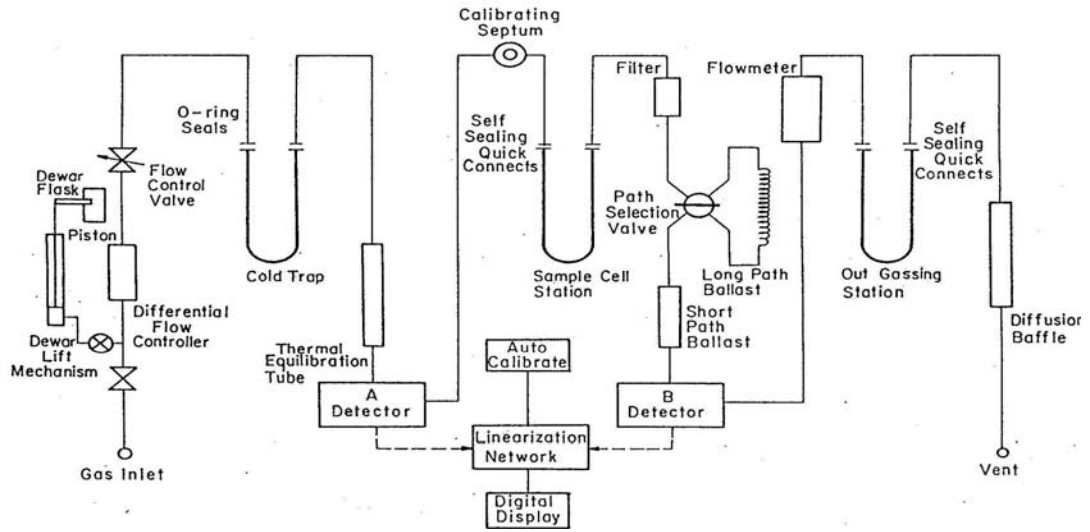 Calibrating
Septum
Filter
Flowmeter
O-ring
Seals
Self
Sealing
Quick
Connects
Self
Sealing
Quick
Connects
Dewar
Flask
Flow
Control
Valve
Path
Selection
Valve
Piston
Cold Trap
Sample Cell
Station
Long Path
Ballast
Out Gassing
Station
Differential
Flow
Controller
Short
Path
Ballast
Diffusion
Baffle
Dewar
Lift
Mechanism
Thermal
Equilibration
Tube
Auto
Calibrate
A
Detector
B
Detector
Linearization
Network
Gas Inlet
Vent
Digital
Display